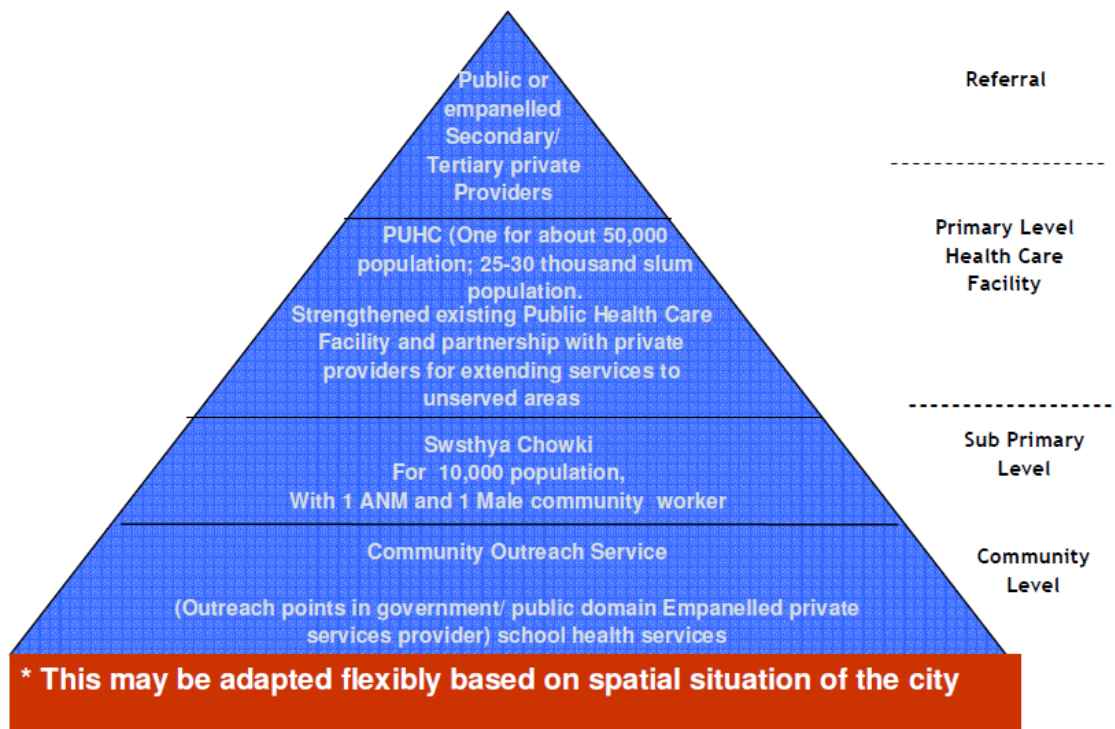 Public or
empanelled
Secondary/
Tertiary private
Providers
Referral
PUHC (One for about 50,000
population; 25-30 thousand slum
population.
Strengthened existing Public Health Care
Facility and partnership with private
providers for extending services to
unserved areas
Primary Level
Health Care
Facility
Swsthya Chowki
For 10,000 population,
With 1 ANM and 1 Male community worker
Sub Primary
Level
Community Outreach Service
(Outreach points in government/ public domain Empanelled private
services provider) school health services
Community
Level
* This may be adapted flexibly based on spatial situation of the city